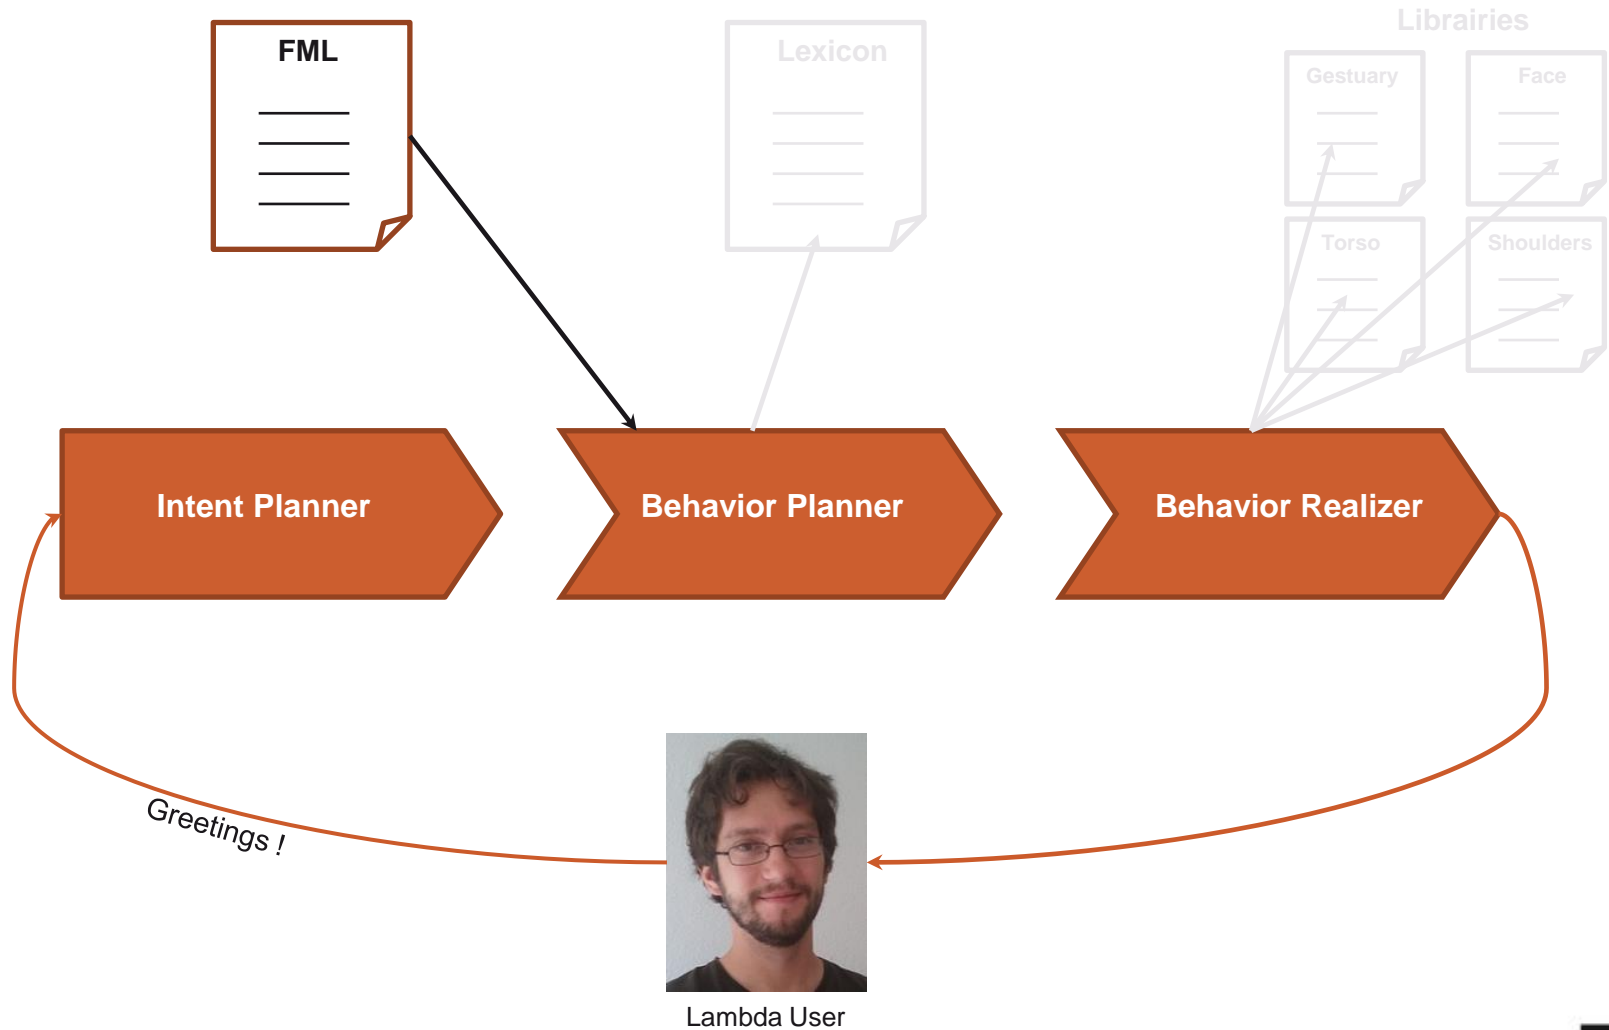 Librairies
FML
Lexicon
Gestuary
Face
Torso
Shoulders
Intent Planner
Behavior Planner
Behavior Realizer
Greetings !
Lambda User